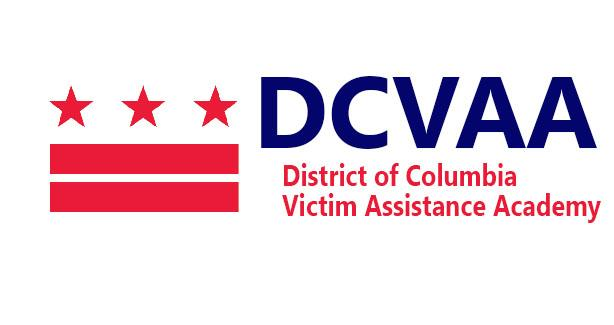 DCVAA
District of Columbia
Victim Assistance Academy